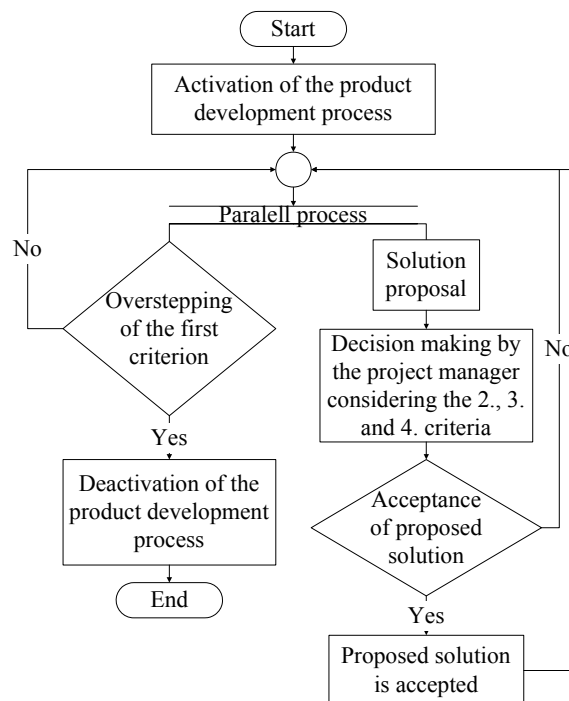 Start
Activation of the product
development process
Paralell process
No
Overstepping
of the first
criterion
Yes
Deactivation of the
product development
process
End
Solution
proposal
Decision making by
the project manager
considering the 2., 3.
and 4. criteria
No
Acceptance
of proposed
solution
Yes
Proposed solution
is accepted